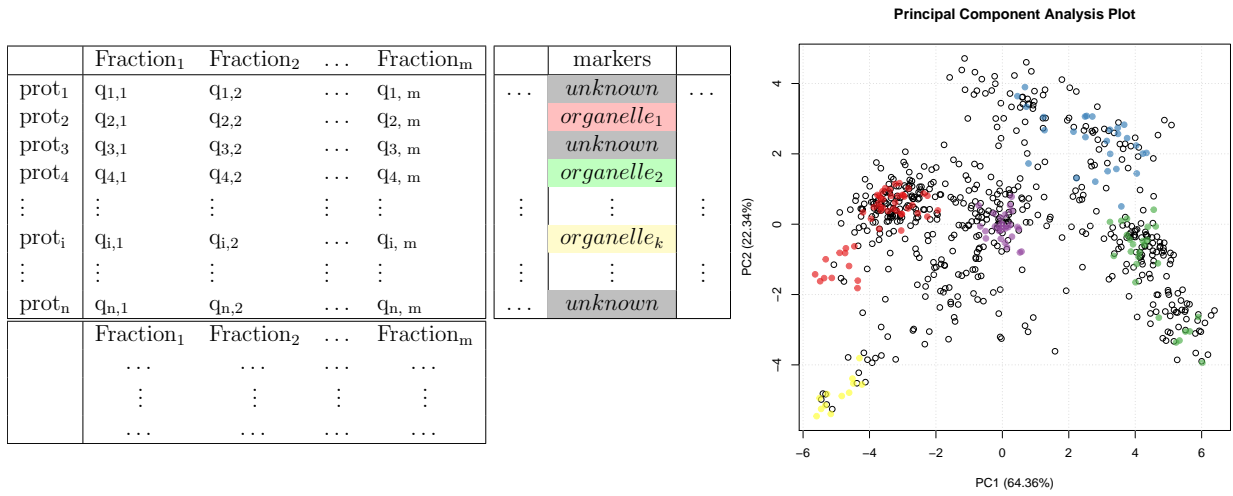 Principal Component Analysis Plot
Fraction₁ Fraction₂ … Fractionₘ markers
prot₁ q₁,₁ q₁,₂ … q₁, ₘ … unknown …
prot₂ q₂,₁ q₂,₂ … q₂, ₘ organelle₁
prot₃ q₃,₁ q₃,₂ … q₃, ₘ unknown
prot₄ q₄,₁ q₄,₂ … q₄, ₘ organelle₂
⋮ ⋮ ⋮ ⋮ ⋮ ⋮ ⋮ ⋮
protᵢ qᵢ,₁ qᵢ,₂ … qᵢ, ₘ organelleₖ
⋮ ⋮ ⋮ ⋮ ⋮ ⋮ ⋮ ⋮
protₙ qₙ,₁ qₙ,₂ … qₙ, ₘ … unknown
Fraction₁ Fraction₂ … Fractionₘ
… … … …
⋮ ⋮ ⋮ ⋮
… … … …
4
2
0
−2
−4
PC2 (22.34%)
−6 −4 −2 0 2 4 6
PC1 (64.36%)